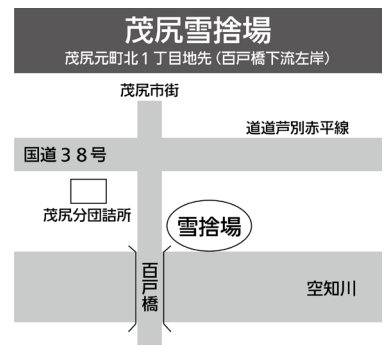 茂尻雪捨場
茂尻元町北１丁目地先（百戸橋下流左岸）
茂尻市街
道道芦別赤平線
国道３８号
茂尻分団詰所
雪捨場
百戸橋
空知川